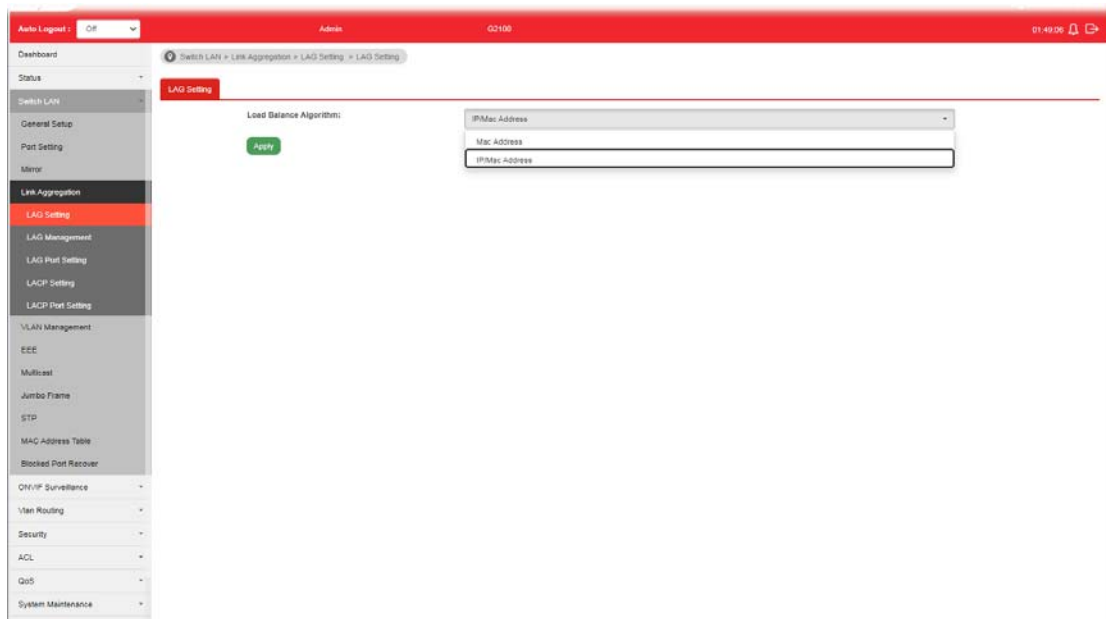 Auto Logout : Off Admin G2100 01:49:06
Dashboard
Switch LAN » Link Aggregation » LAG Setting » LAG Setting
Status
LAG Setting
Switch LAN
Load Balance Algorithm: IP/Mac Address
General Setup
Mac Address
Port Setting
Apply
IP/Mac Address
Mirror
Link Aggregation
LAG Setting
LAG Management
LAG Port Setting
LACP Setting
LACP Port Setting
VLAN Management
EEE
Multicast
Jumbo Frame
STP
MAC Address Table
Blocked Port Recover
ONVIF Surveillance
Vlan Routing
Security
ACL
QoS
System Maintenance